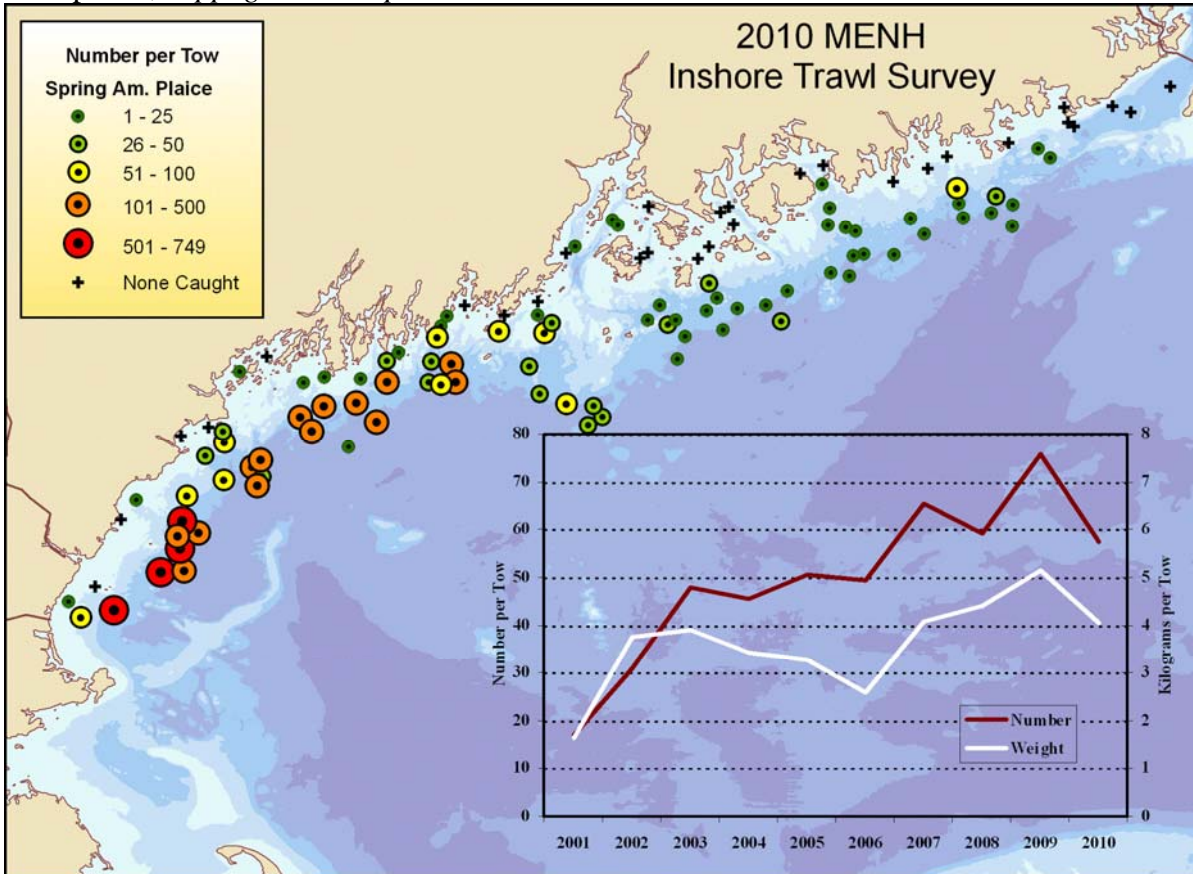 2010 MENH
Inshore Trawl Survey
Number per Tow
Spring Am. Plaice
1 - 25
26 - 50
51 - 100
101 - 500
501 - 749
None Caught
80
70
60
50
40
30
20
10
0
Number per Tow
8
7
6
5
4
3
2
1
0
Kilograms per Tow
Number
Weight
2001 2002 2003 2004 2005 2006 2007 2008 2009 2010